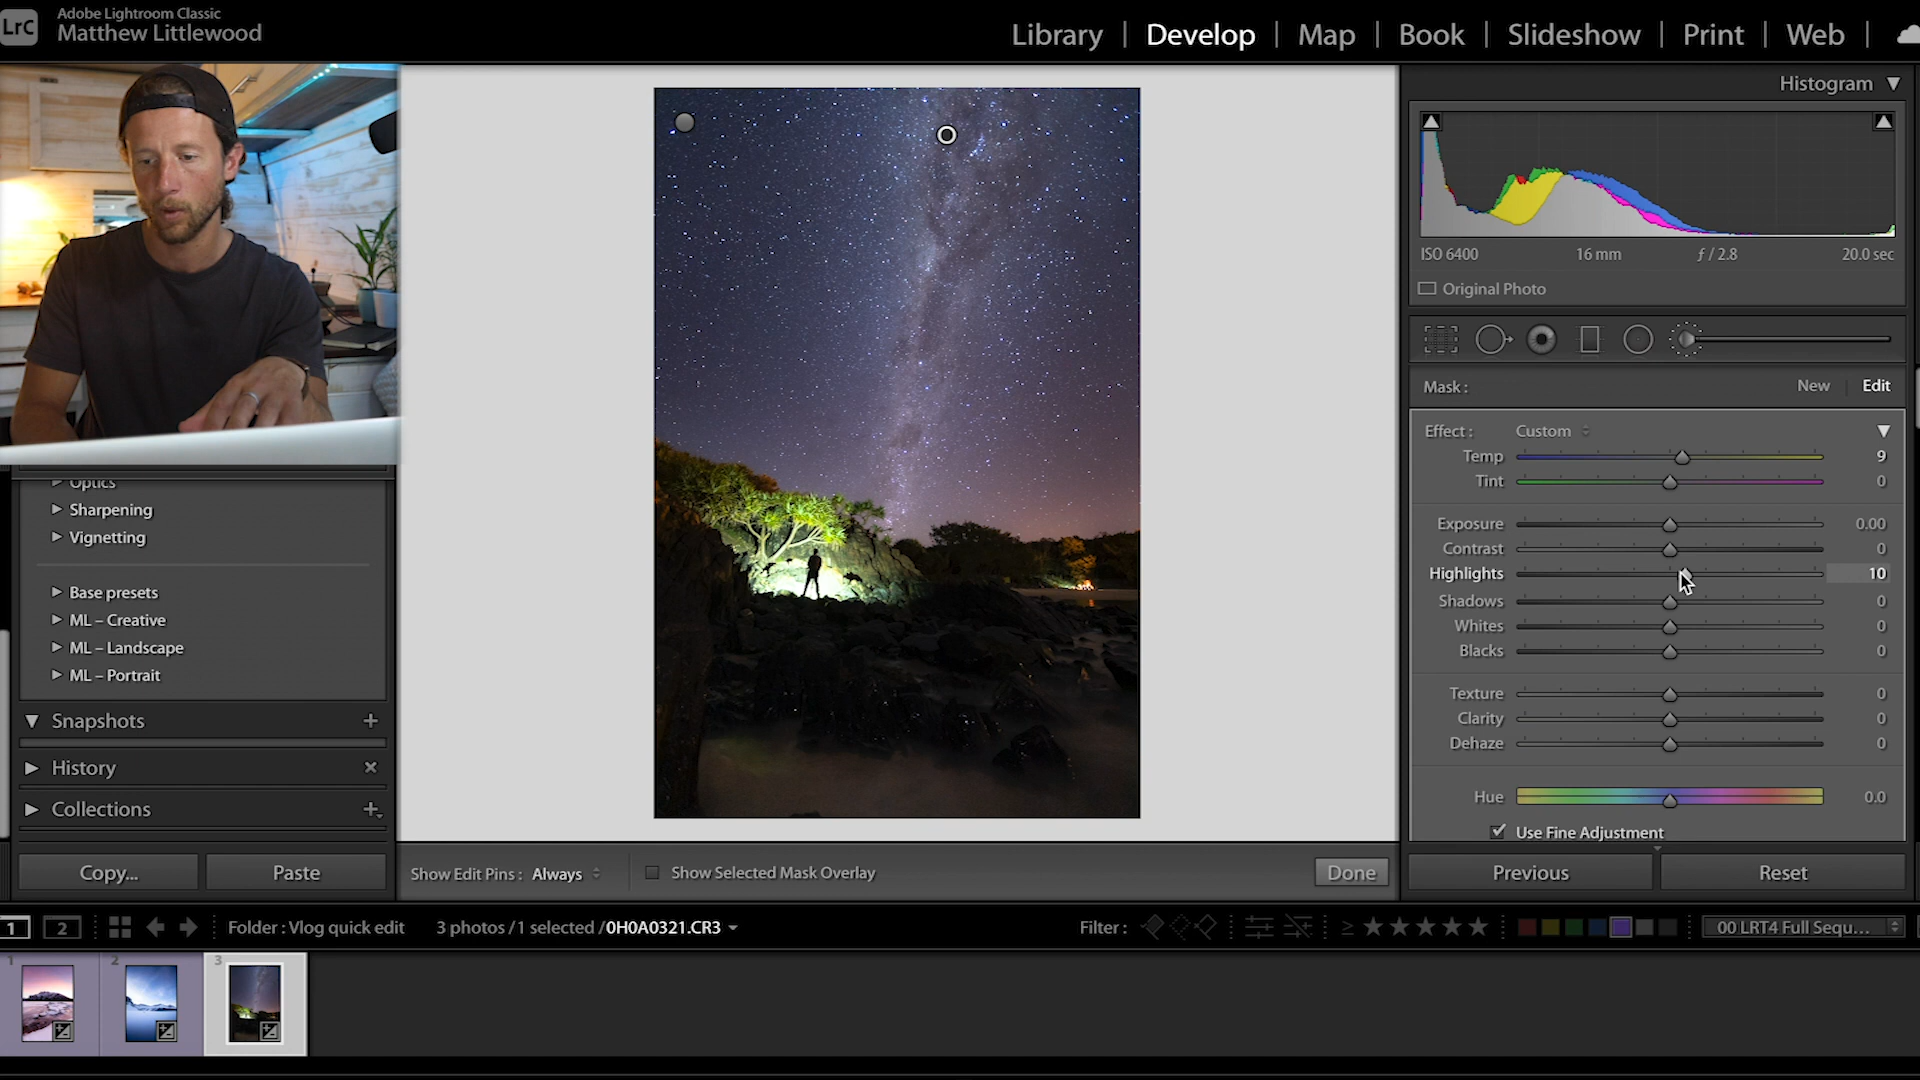 LrC
Adobe Lightroom Classic
Matthew Littlewood
Library | Develop | Map | Book | Slideshow | Print | Web |
Histogram
ISO 6400 16 mm ƒ / 2.8 20.0 sec
Original Photo
Mask : New Edit
Effect : Custom
Temp 9
Tint 0
Exposure 0.00
Contrast 0
Highlights 10
Shadows 0
Whites 0
Blacks 0
Texture 0
Clarity 0
Dehaze 0
Hue 0.0
Use Fine Adjustment
Previous Reset
Optics
Sharpening
Vignetting
Base presets
ML – Creative
ML – Landscape
ML – Portrait
Snapshots
History
Collections
Copy... Paste
Show Edit Pins : Always Show Selected Mask Overlay Done
1 2 Folder : Vlog quick edit 3 photos / 1 selected / 0H0A0321.CR3 Filter : 00 LRT4 Full Sequ...
1 2 3